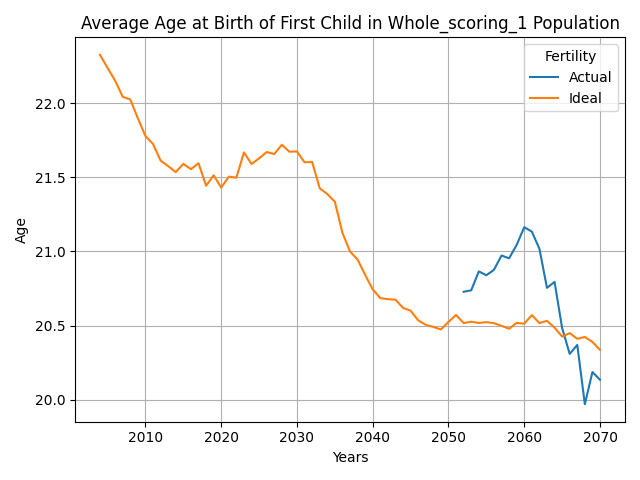 Average Age at Birth of First Child in Whole_scoring_1 Population
Fertility
Actual
Ideal
22.0
21.5
21.0
20.5
20.0
Age
2010 2020 2030 2040 2050 2060 2070
Years